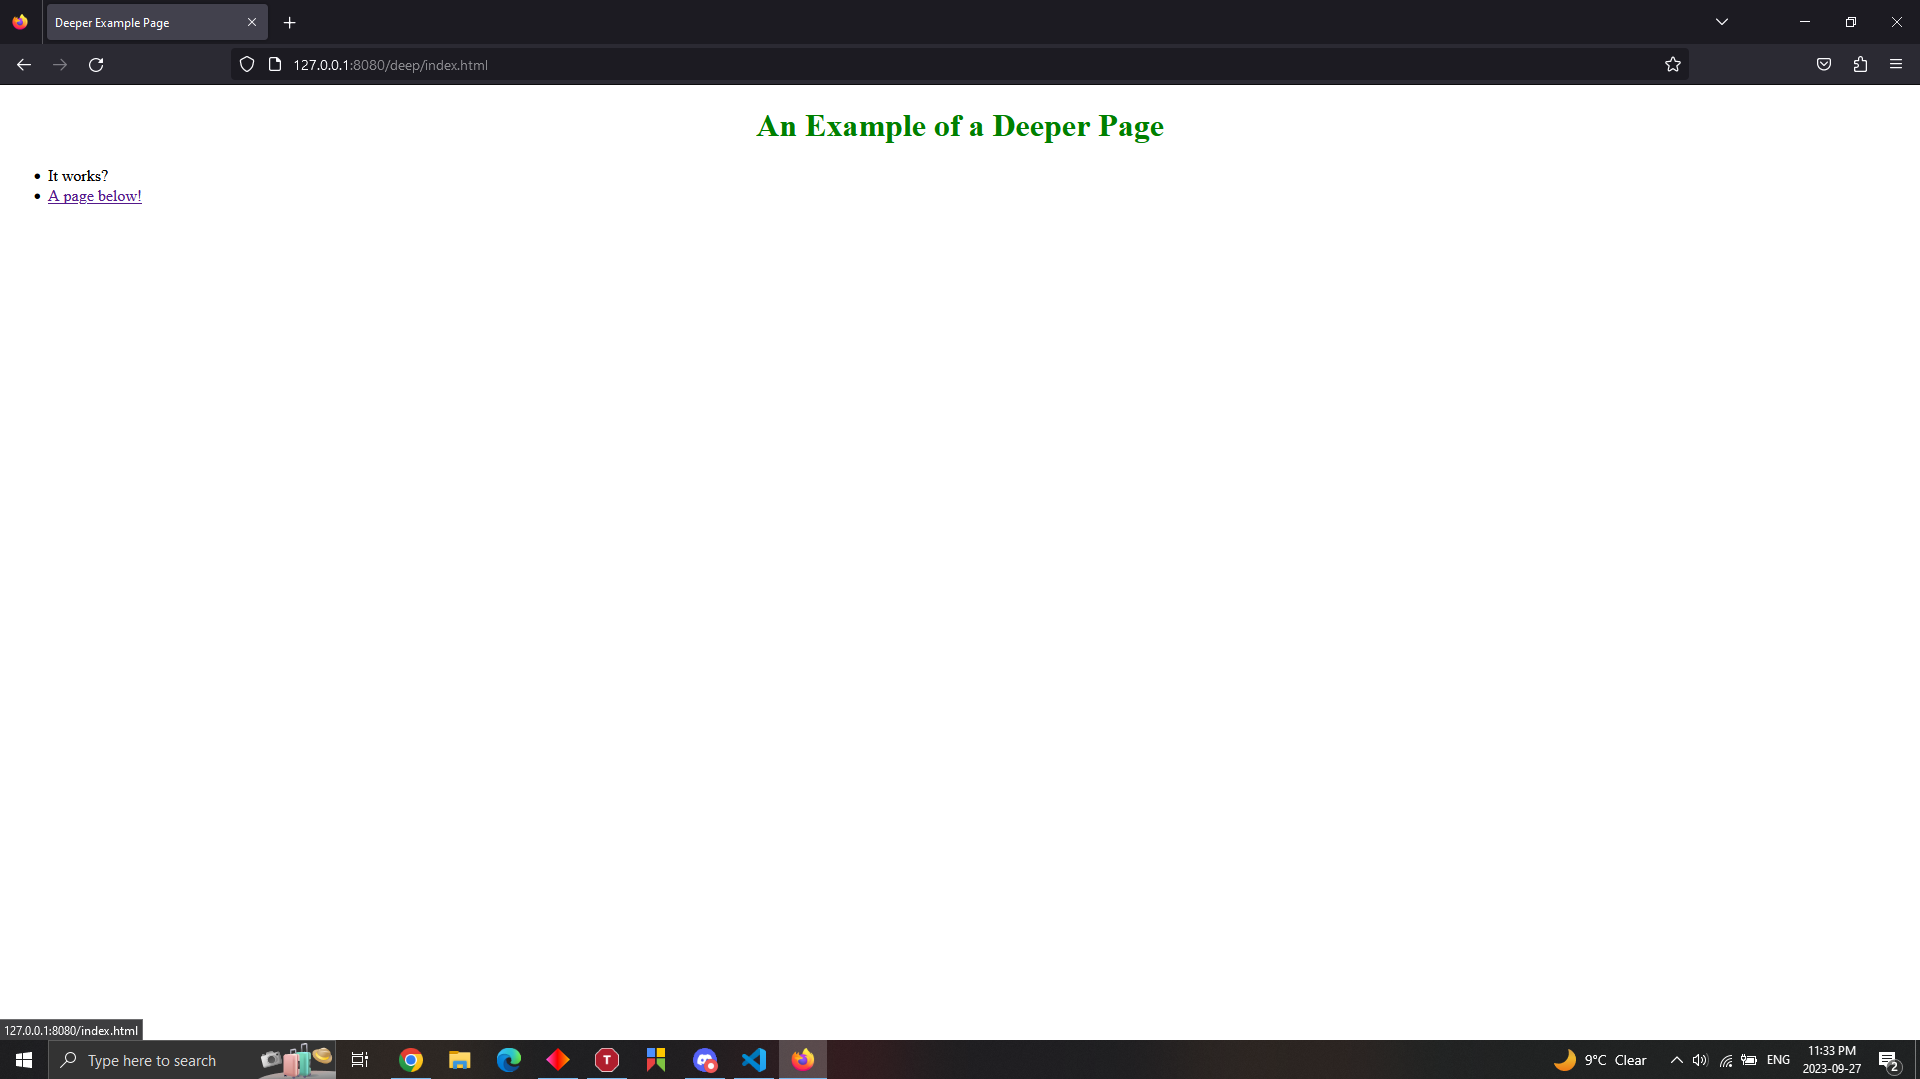 Deeper Example Page
127.0.0.1:8080/deep/index.html
An Example of a Deeper Page
It works?
A page below!
127.0.0.1:8080/index.html
Type here to search
T
9°C Clear
ENG
11:33 PM
2023-09-27
2